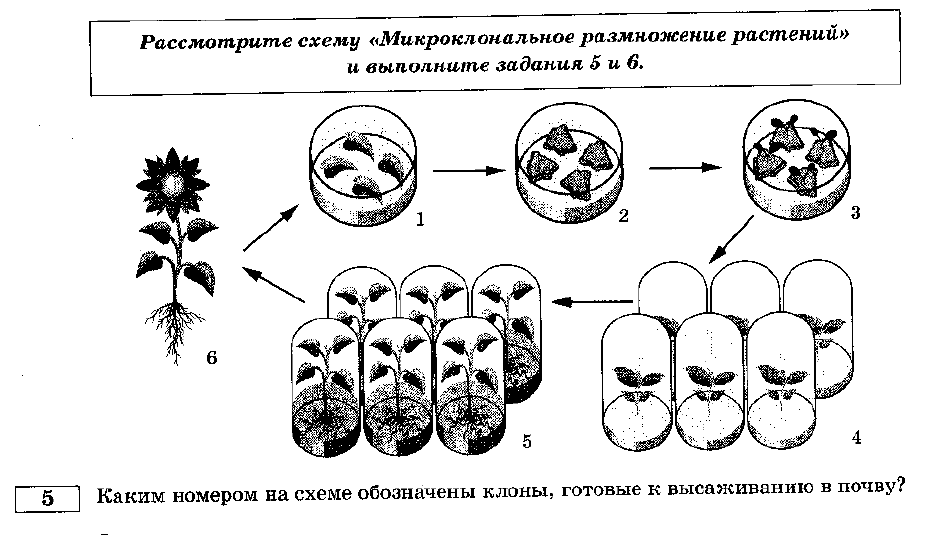 Рассмотрите схему «Микроклональное размножение растений»
и выполните задания 5 и 6.
1
2
3
6
5
4
5 Каким номером на схеме обозначены клоны, готовые к высаживанию в почву?